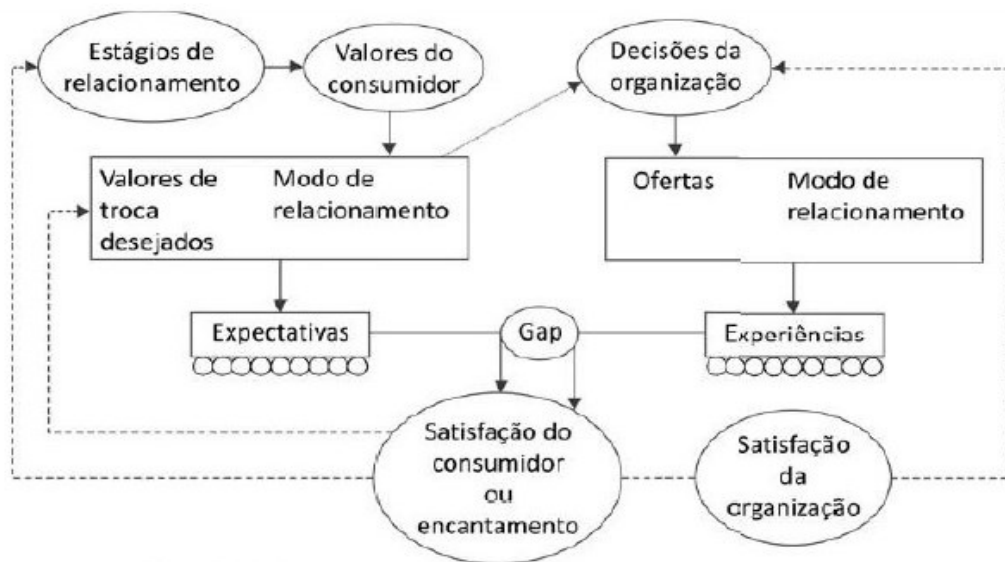 Estágios de
relacionamento
Valores do
consumidor
Decisões da
organização
Valores de
troca
desejados
Modo de
relacionamento
Ofertas
Modo de
relacionamento
Expectativas
Gap
Experiências
Satisfação do
consumidor
ou
encantamento
Satisfação
da
organização